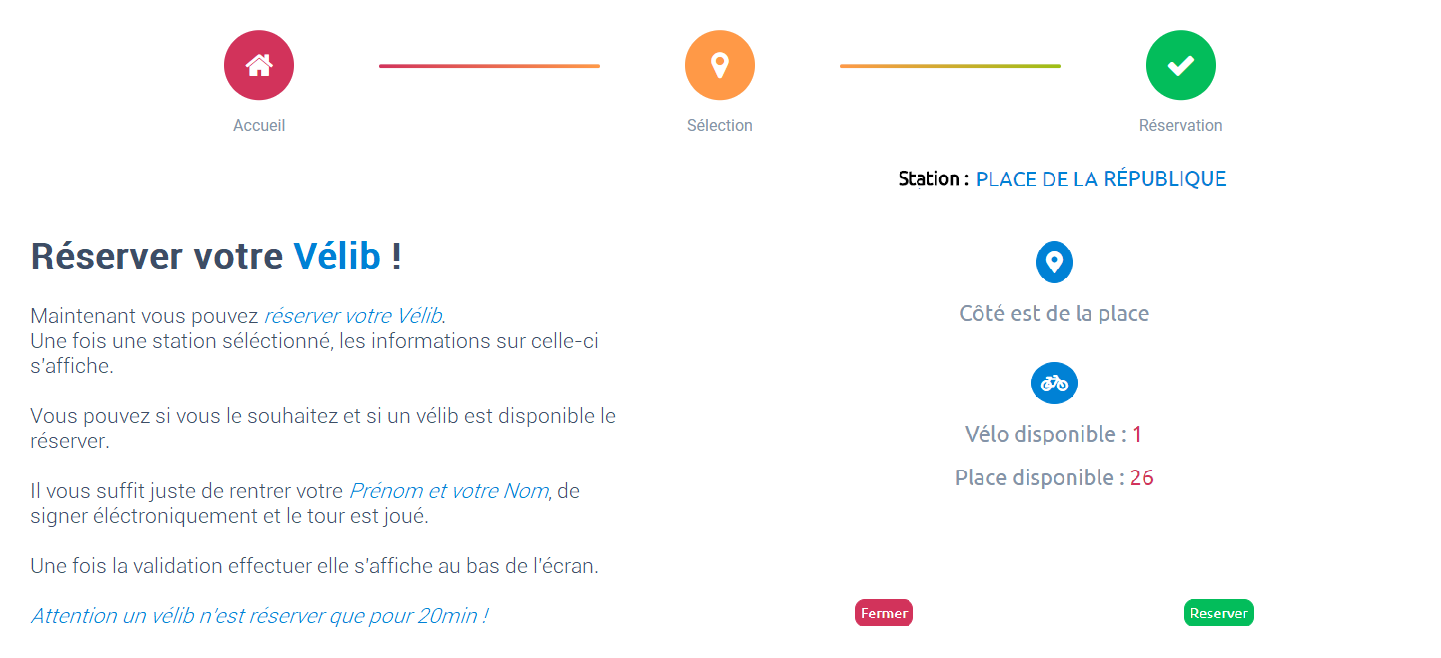 Accueil
Sélection
Réservation
Station : PLACE DE LA RÉPUBLIQUE
Réserver votre Vélib !
Maintenant vous pouvez réserver votre Vélib.
Une fois une station séléctionné, les informations sur celle-ci
s'affiche.
Vous pouvez si vous le souhaitez et si un vélib est disponible le
réserver.
Il vous suffit juste de rentrer votre Prénom et votre Nom, de
signer éléctroniquement et le tour est joué.
Une fois la validation effectuer elle s'affiche au bas de l'écran.
Attention un vélib n'est réserver que pour 20min !
Côté est de la place
Vélo disponible : 1
Place disponible : 26
Fermer
Reserver